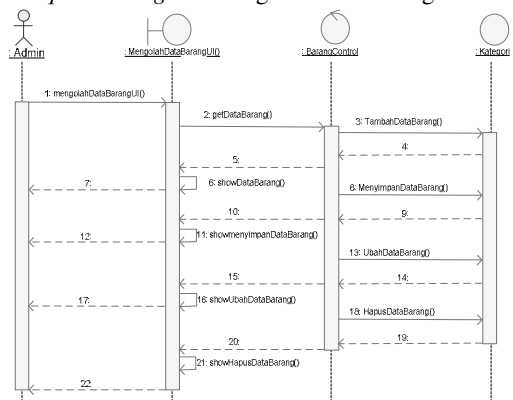 : Admin
: MengolahDataBarangUI()
: BarangControl
: Kategori
1: mengolahDataBarangUI()
2: getDataBarang()
3: TambahDataBarang()
4:
5:
6: showDataBarang()
7:
8: MenyimpanDataBarang()
9:
10:
11: showmenyimpanDataBarang()
12:
13: UbahDataBarang()
14:
15:
16: showUbahDataBarang()
17:
18: HapusDataBarang()
19:
20:
21: showHapusDataBarang()
22: